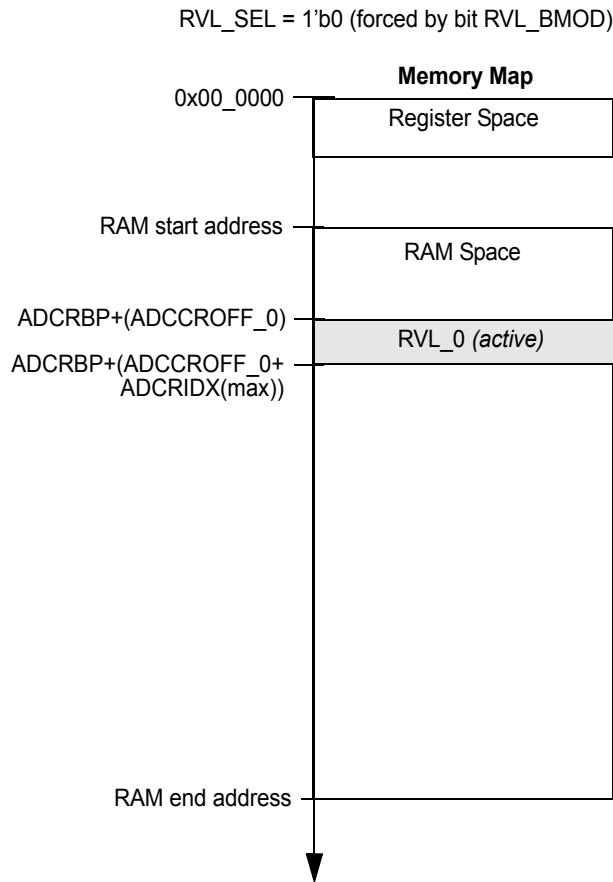 RVL_SEL = 1'b0 (forced by bit RVL_BMOD)
Memory Map
0x00_0000
Register Space
RAM start address
RAM Space
ADCRBP+(ADCCROFF_0)
RVL_0 (active)
ADCRBP+(ADCCROFF_0+
ADCRIDX(max))
RAM end address